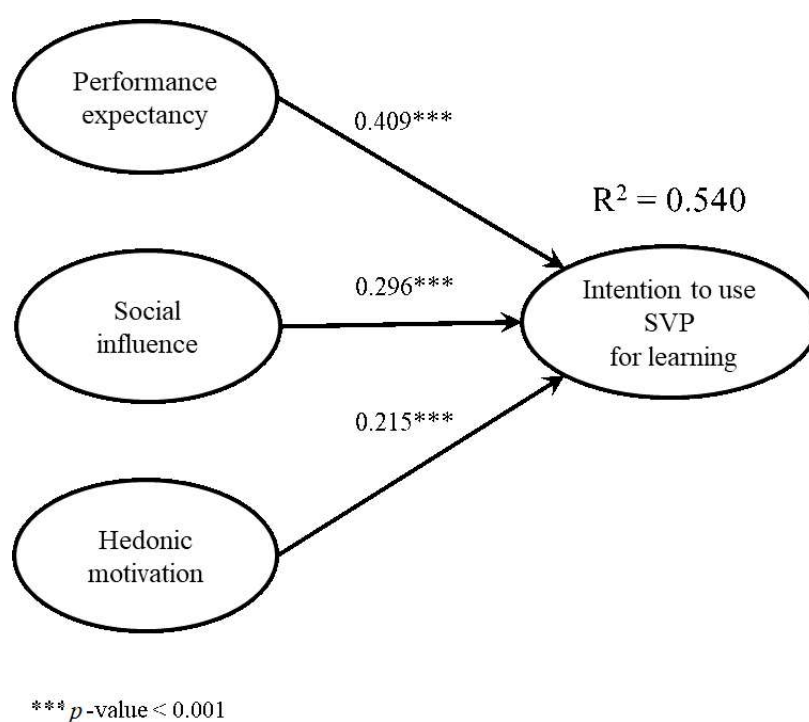 Performance
expectancy
0.409***
R² = 0.540
Social
influence
0.296***
Intention to use
SVP
for learning
0.215***
Hedonic
motivation
*** p-value < 0.001